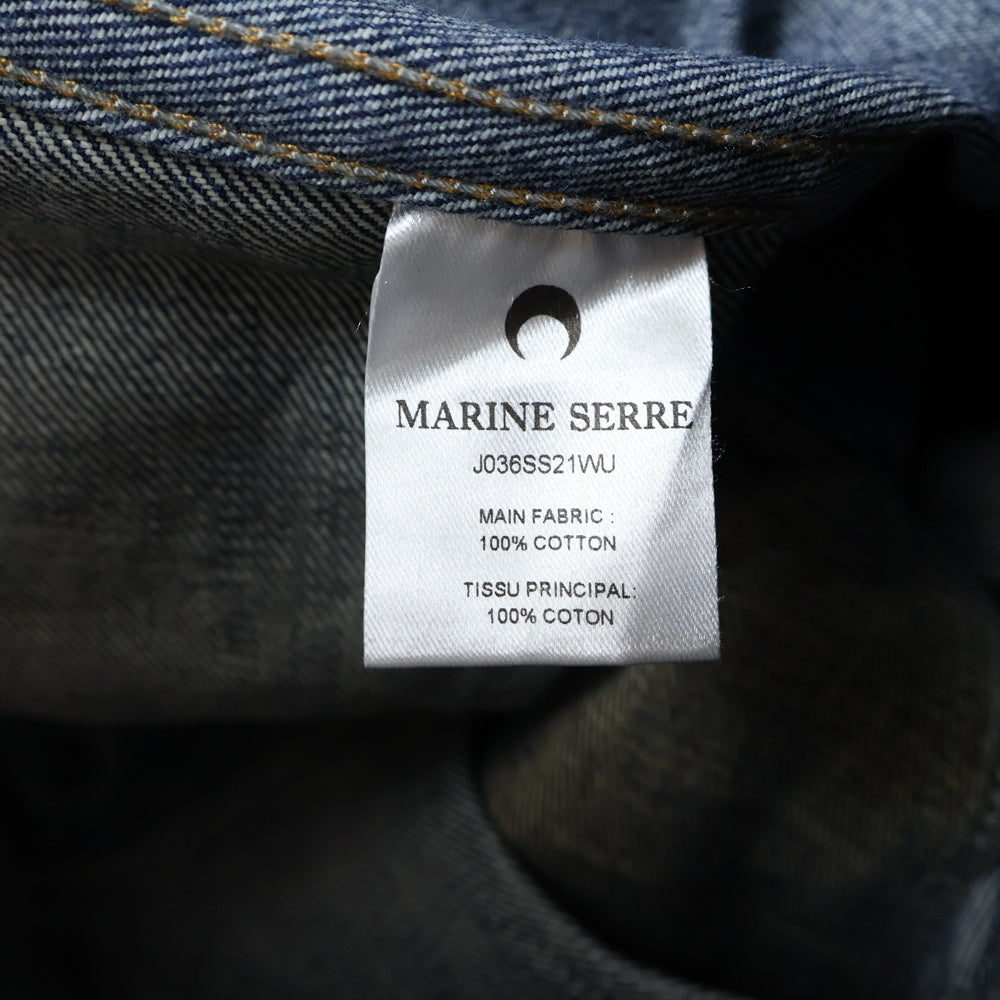 MARINE SERRE
J036SS21WU
MAIN FABRIC :
100% COTTON
TISSU PRINCIPAL:
100% COTON